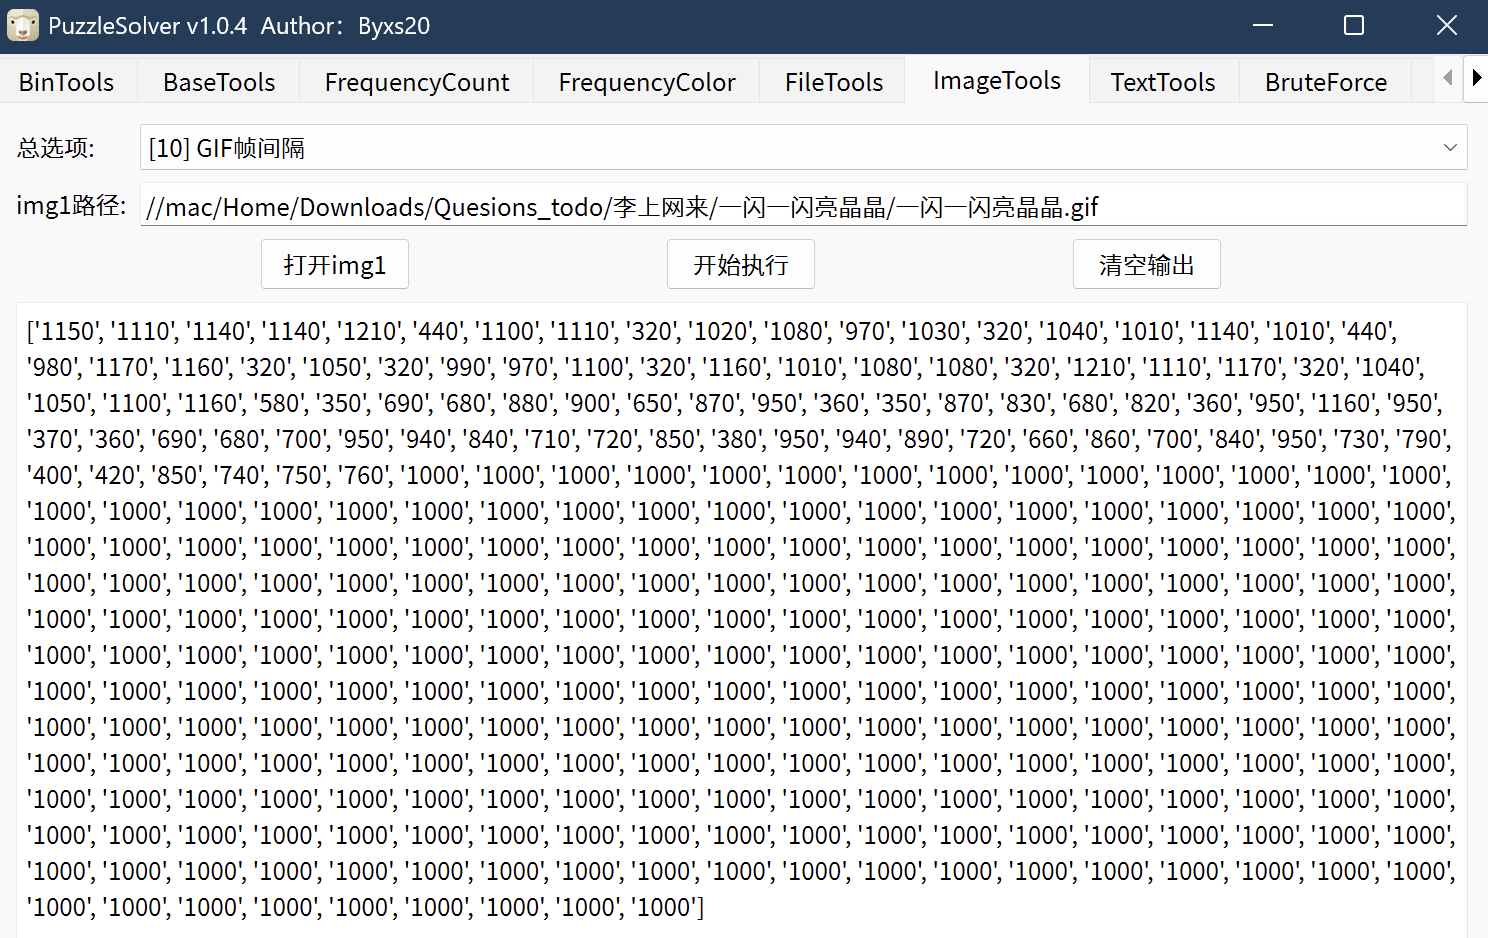 PuzzleSolver v1.0.4  Author：Byxs20
BinTools BaseTools FrequencyCount FrequencyColor FileTools ImageTools TextTools BruteForce
总选项: [10] GIF帧间隔
img1路径: //mac/Home/Downloads/Quesions_todo/李上网来/一闪一闪亮晶晶/一闪一闪亮晶晶.gif
打开img1 开始执行 清空输出
['1150', '1110', '1140', '1140', '1210', '440', '1100', '1110', '320', '1020', '1080', '970', '1030', '320', '1040', '1010', '1140', '1010', '440',
'980', '1170', '1160', '320', '1050', '320', '990', '970', '1100', '320', '1160', '1010', '1080', '1080', '320', '1210', '1110', '1170', '320', '1040',
'1050', '1100', '1160', '580', '350', '690', '680', '880', '900', '650', '870', '950', '360', '350', '870', '830', '680', '820', '360', '950', '1160', '950',
'370', '360', '690', '680', '700', '950', '940', '840', '710', '720', '850', '380', '950', '940', '890', '720', '660', '860', '700', '840', '950', '730', '790',
'400', '420', '850', '740', '750', '760', '1000', '1000', '1000', '1000', '1000', '1000', '1000', '1000', '1000', '1000', '1000', '1000', '1000', '1000',
'1000', '1000', '1000', '1000', '1000', '1000', '1000', '1000', '1000', '1000', '1000', '1000', '1000', '1000', '1000', '1000', '1000', '1000', '1000',
'1000', '1000', '1000', '1000', '1000', '1000', '1000', '1000', '1000', '1000', '1000', '1000', '1000', '1000', '1000', '1000', '1000', '1000', '1000',
'1000', '1000', '1000', '1000', '1000', '1000', '1000', '1000', '1000', '1000', '1000', '1000', '1000', '1000', '1000', '1000', '1000', '1000', '1000',
'1000', '1000', '1000', '1000', '1000', '1000', '1000', '1000', '1000', '1000', '1000', '1000', '1000', '1000', '1000', '1000', '1000', '1000', '1000',
'1000', '1000', '1000', '1000', '1000', '1000', '1000', '1000', '1000', '1000', '1000', '1000', '1000', '1000', '1000', '1000', '1000', '1000', '1000',
'1000', '1000', '1000', '1000', '1000', '1000', '1000', '1000', '1000', '1000', '1000', '1000', '1000', '1000', '1000', '1000', '1000', '1000', '1000',
'1000', '1000', '1000', '1000', '1000', '1000', '1000', '1000', '1000', '1000', '1000', '1000', '1000', '1000', '1000', '1000', '1000', '1000', '1000',
'1000', '1000', '1000', '1000', '1000', '1000', '1000', '1000', '1000', '1000', '1000', '1000', '1000', '1000', '1000', '1000', '1000', '1000', '1000',
'1000', '1000', '1000', '1000', '1000', '1000', '1000', '1000', '1000', '1000', '1000', '1000', '1000', '1000', '1000', '1000', '1000', '1000', '1000',
'1000', '1000', '1000', '1000', '1000', '1000', '1000', '1000', '1000', '1000', '1000', '1000', '1000', '1000', '1000', '1000', '1000', '1000', '1000',
'1000', '1000', '1000', '1000', '1000', '1000', '1000', '1000', '1000', '1000', '1000', '1000', '1000', '1000', '1000', '1000', '1000', '1000', '1000',
'1000', '1000', '1000', '1000', '1000', '1000', '1000', '1000', '1000']